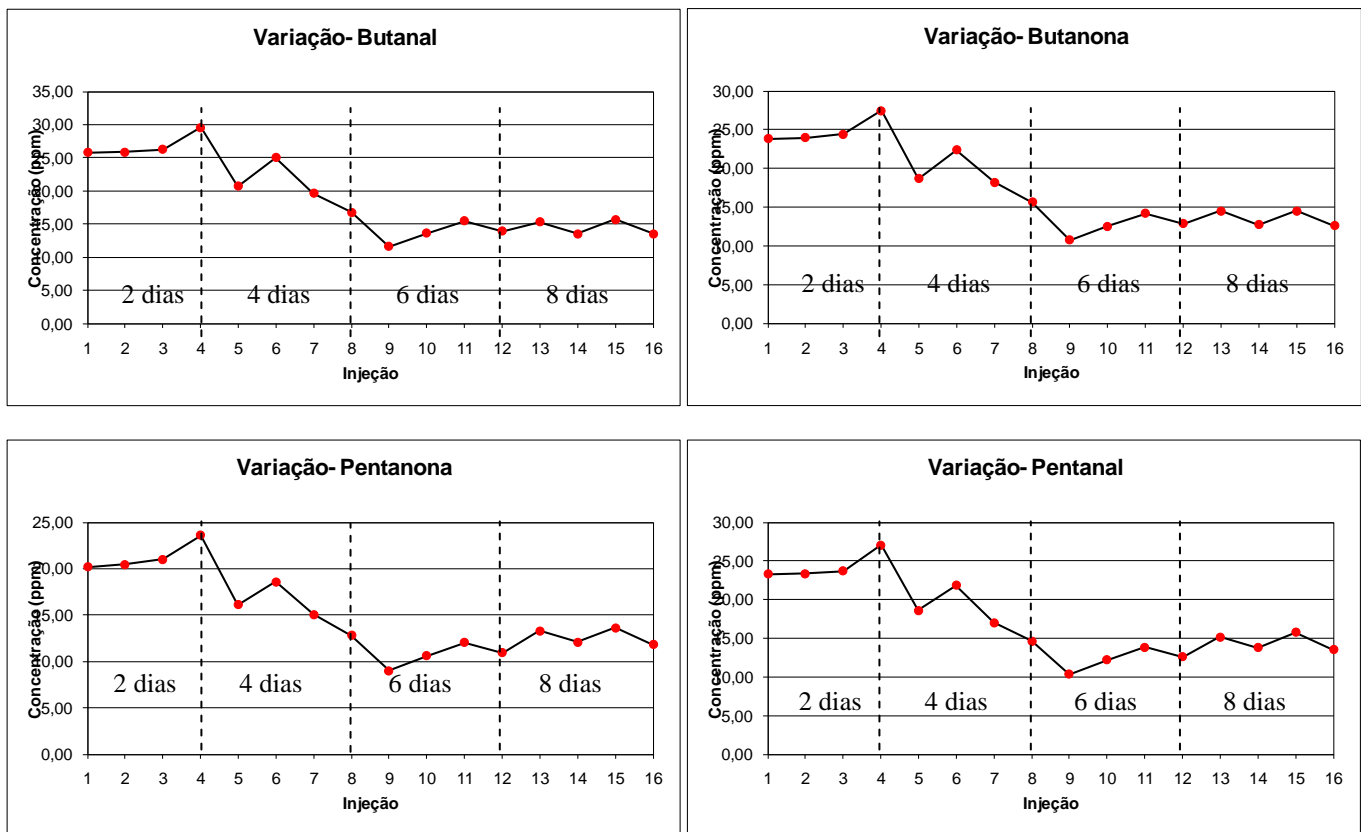 Variação- Butanal
Concentração (ppm)
35,00
30,00
25,00
20,00
15,00
10,00
5,00
0,00
2 dias 4 dias 6 dias 8 dias
1 2 3 4 5 6 7 8 9 10 11 12 13 14 15 16
Injeção
Variação- Butanona
Concentração (ppm)
30,00
25,00
20,00
15,00
10,00
5,00
0,00
2 dias 4 dias 6 dias 8 dias
1 2 3 4 5 6 7 8 9 10 11 12 13 14 15 16
Injeção
Variação- Pentanona
Concentração (ppm)
25,00
20,00
15,00
10,00
5,00
0,00
2 dias 4 dias 6 dias 8 dias
1 2 3 4 5 6 7 8 9 10 11 12 13 14 15 16
Injeção
Variação- Pentanal
Concentração (ppm)
30,00
25,00
20,00
15,00
10,00
5,00
0,00
2 dias 4 dias 6 dias 8 dias
1 2 3 4 5 6 7 8 9 10 11 12 13 14 15 16
Injeção